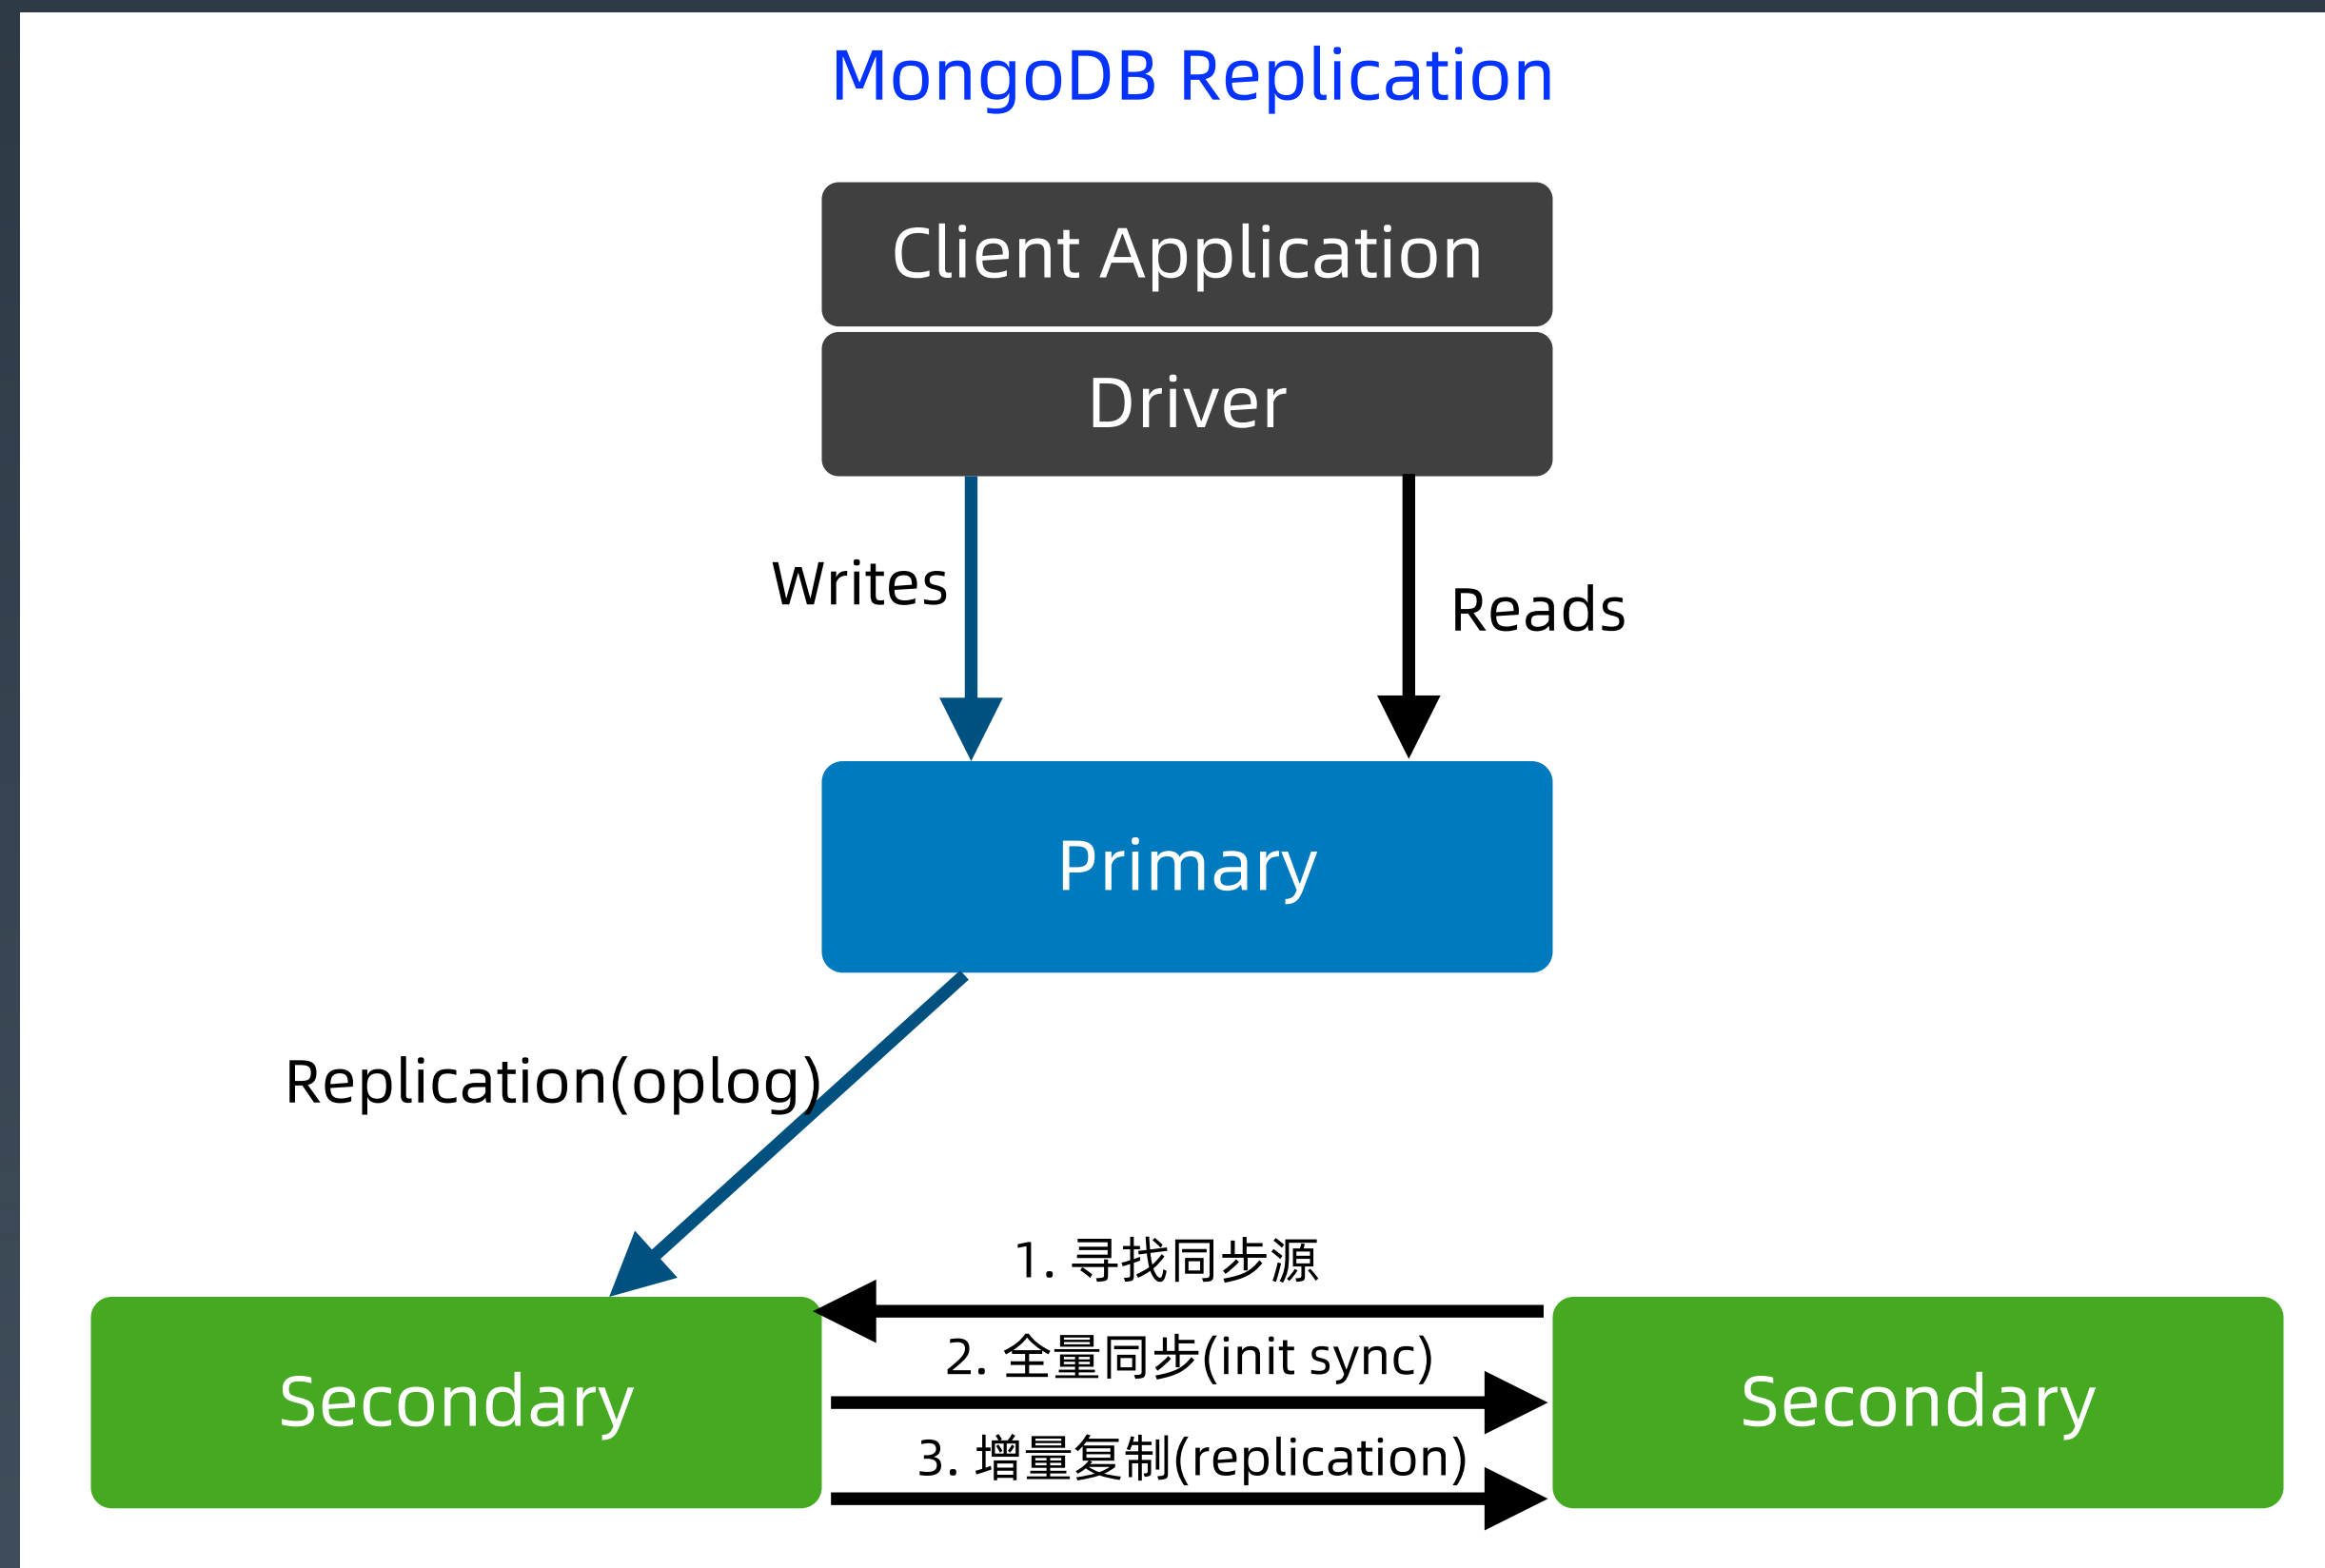 MongoDB Replication
Client Application
Driver
Writes
Reads
Primary
Replication(oplog)
1. 寻找同步源
2. 全量同步(init sync)
Secondary
Secondary
3. 增量复制(replication)